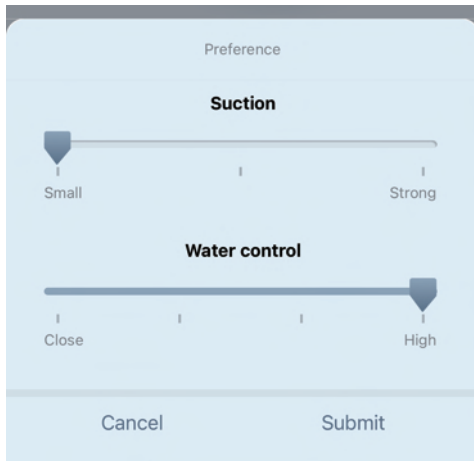 Preference
Suction
Small Strong
Water control
Close High
Cancel Submit